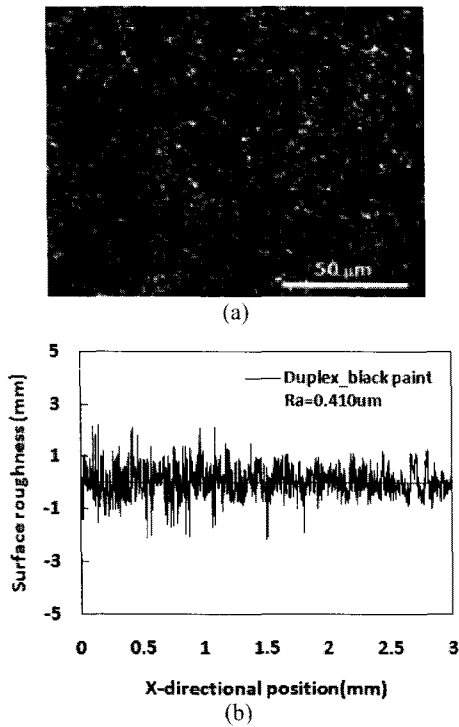 50 μm
(a)
5
3
1
-1
-3
-5
Surface roughness (mm)
Duplex_black paint
Ra=0.410um
0
0.5
1
1.5
2
2.5
3
X-directional position(mm)
(b)